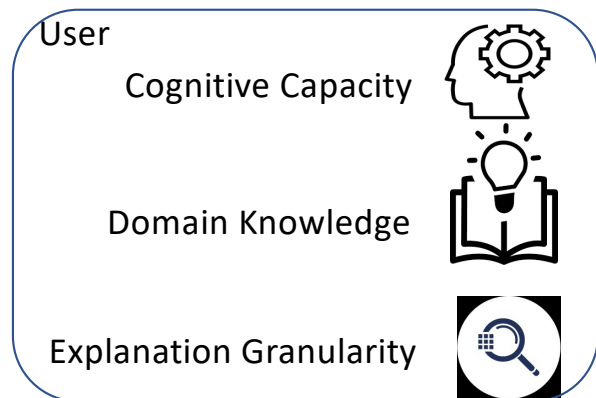 User
Cognitive Capacity
Domain Knowledge
Explanation Granularity